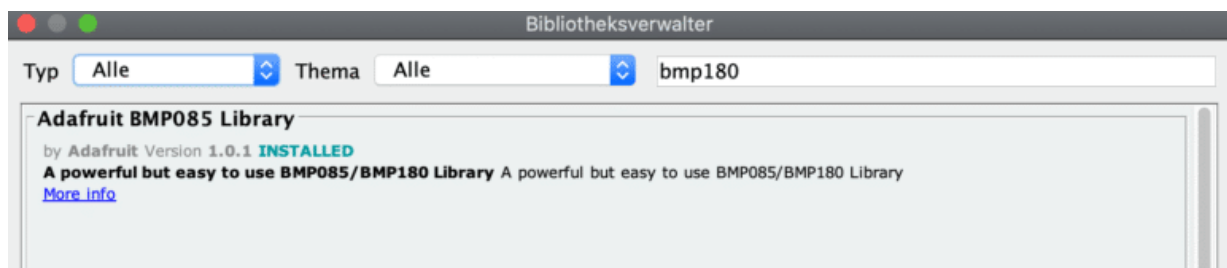 Bibliotheksverwalter
Typ Alle Thema Alle bmp180
Adafruit BMP085 Library
by Adafruit Version 1.0.1 INSTALLED
A powerful but easy to use BMP085/BMP180 Library A powerful but easy to use BMP085/BMP180 Library
More info